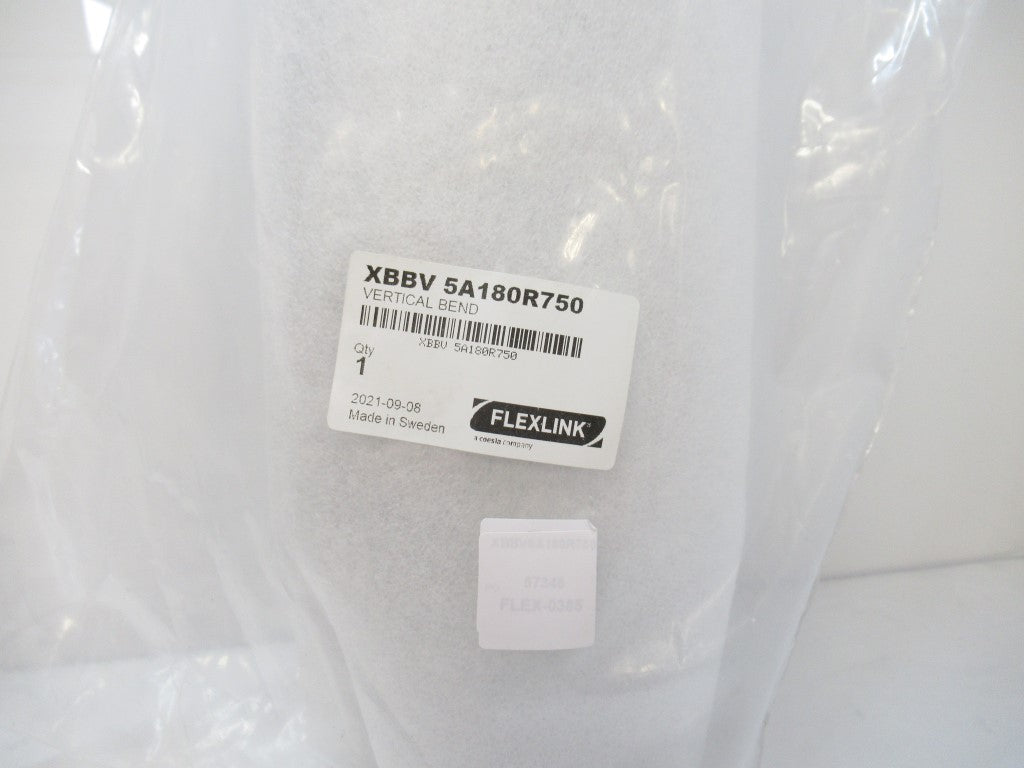 XBBV 5A180R750
VERTICAL BEND
XBBV 5A180R750
Qty
1
2021-09-08
Made in Sweden
FLEXLINK®
a coesia company
67346
FLEX-0385